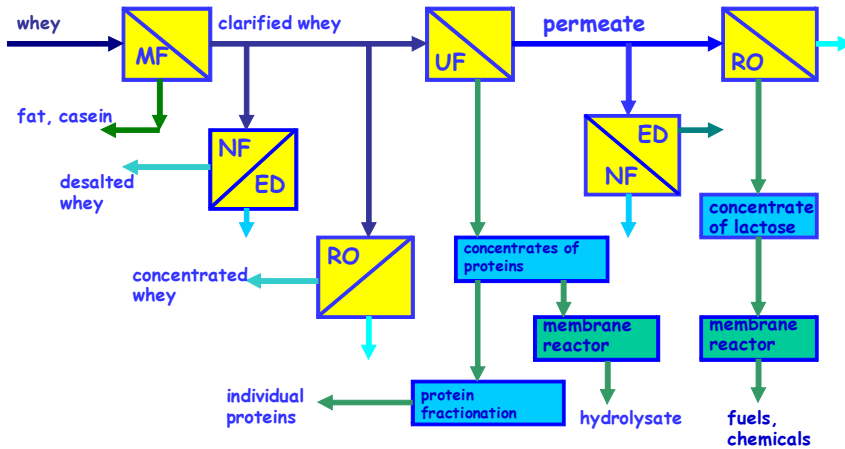 whey
clarified whey
permeate
MF
UF
RO
fat, casein
NF
ED
ED
NF
desalted
whey
concentrate
of lactose
RO
concentrates of
proteins
concentrated
whey
membrane
reactor
membrane
reactor
individual
proteins
protein
fractionation
hydrolysate
fuels,
chemicals